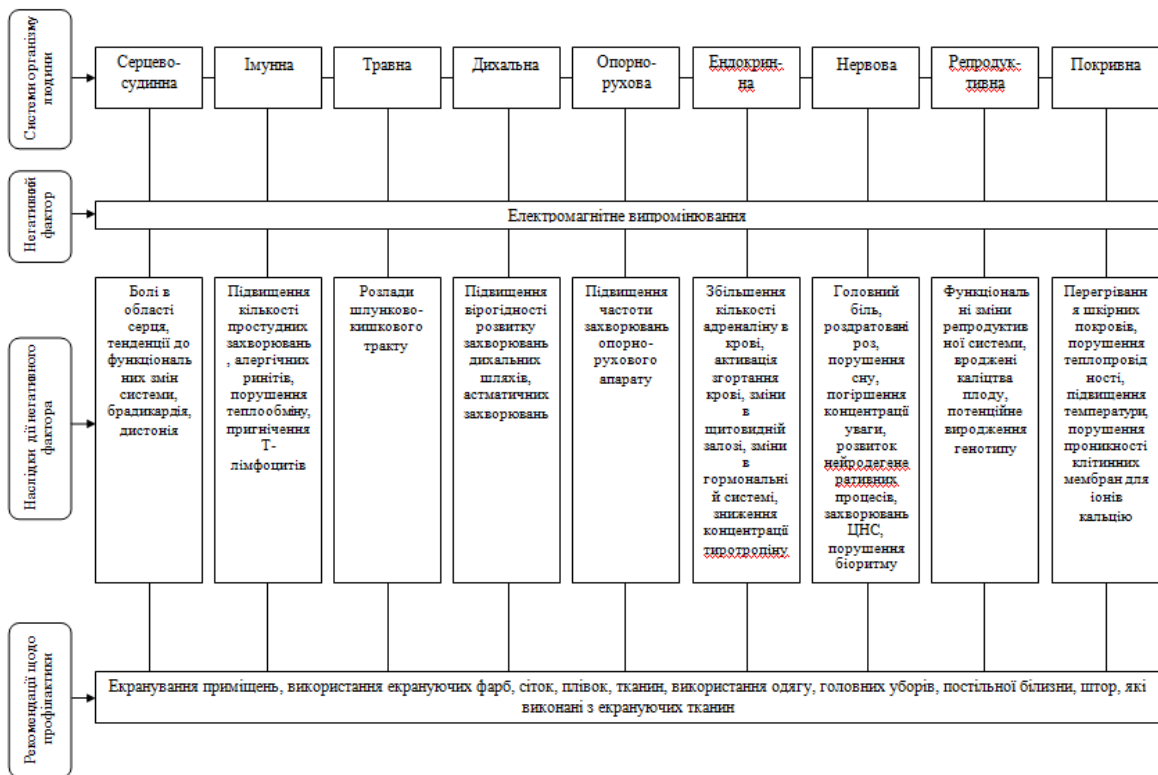 Системи організму
людини
Серцево-
судинна
Імунна
Травна
Дихальна
Опорно-
рухова
Ендокрин-
на
Нервова
Репродук-
тивна
Покривна
Негативний
фактор
Електромагнітне випромінювання
Наслідки дії негативного
фактора
Болі в
області
серця,
тенденції до
функціональ
них змін
системи,
брадикардія,
дистонія
Підвищення
кількості
простудних
захворювань
, алергічних
ринітів,
порушення
теплообміну,
пригнічення
Т-
лімфоцитів
Розлади
шлунково-
кишкового
тракту
Підвищення
вірогідності
розвитку
захворювань
дихальних
шляхів,
астматичних
захворювань
Підвищення
частоти
захворювань
опорно-
рухового
апарату
Збільшення
кількості
адреналіну в
крові,
активація
згортання
крові, зміни
в
щитовидній
залозі, зміни
в
гормональні
й системі,
зниження
концентрації
тиротропіну
Головний
біль,
роздратовані
роз,
порушення
сну,
погіршення
концентрації
уваги,
розвиток
нейродегене
ративних
процесів,
захворювань
ЦНС,
порушення
біоритму
Функціональ
ні зміни
репродуктив
ної системи,
вроджені
каліцтва
плоду,
потенційне
виродження
генотипу
Перегріванн
я шкірних
покровів,
порушення
теплопровід
ності,
підвищення
температури,
порушення
проникності
клітинних
мембран для
іонів
кальцію
Рекомендації щодо
профілактики
Екранування приміщень, використання екрануючих фарб, сіток, плівок, тканин, використання одягу, головних уборів, постільної білизни, штор, які
виконані з екрануючих тканин